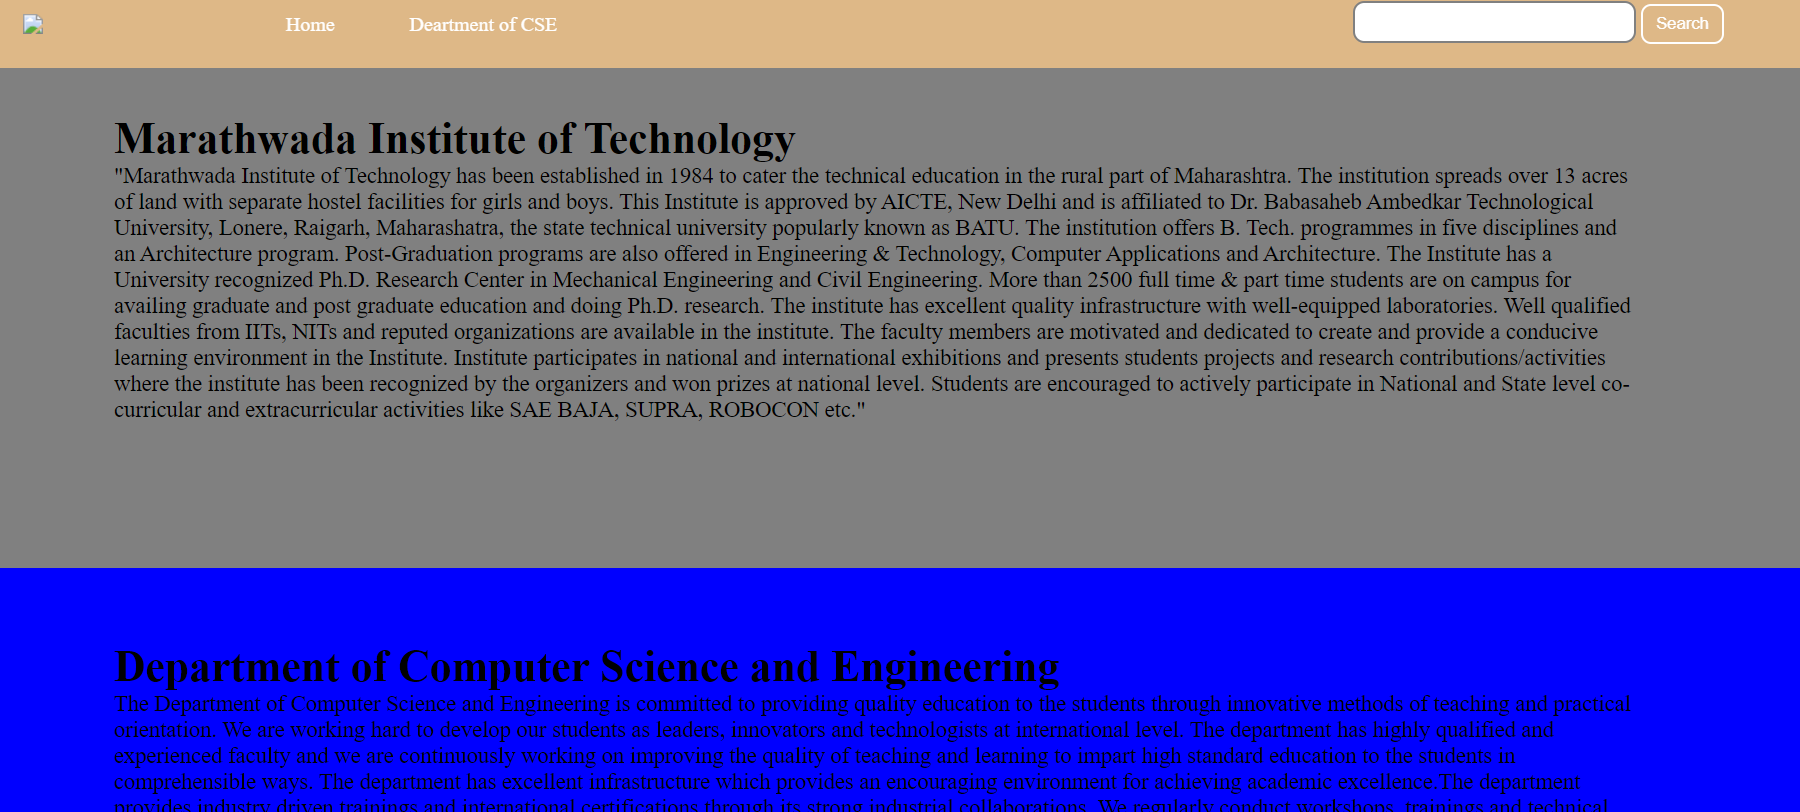 Home
Deartment of CSE
Search
Marathwada Institute of Technology
"Marathwada Institute of Technology has been established in 1984 to cater the technical education in the rural part of Maharashtra. The institution spreads over 13 acres
of land with separate hostel facilities for girls and boys. This Institute is approved by AICTE, New Delhi and is affiliated to Dr. Babasaheb Ambedkar Technological
University, Lonere, Raigarh, Maharashatra, the state technical university popularly known as BATU. The institution offers B. Tech. programmes in five disciplines and
an Architecture program. Post-Graduation programs are also offered in Engineering & Technology, Computer Applications and Architecture. The Institute has a
University recognized Ph.D. Research Center in Mechanical Engineering and Civil Engineering. More than 2500 full time & part time students are on campus for
availing graduate and post graduate education and doing Ph.D. research. The institute has excellent quality infrastructure with well-equipped laboratories. Well qualified
faculties from IITs, NITs and reputed organizations are available in the institute. The faculty members are motivated and dedicated to create and provide a conducive
learning environment in the Institute. Institute participates in national and international exhibitions and presents students projects and research contributions/activities
where the institute has been recognized by the organizers and won prizes at national level. Students are encouraged to actively participate in National and State level co-
curricular and extracurricular activities like SAE BAJA, SUPRA, ROBOCON etc."
Department of Computer Science and Engineering
The Department of Computer Science and Engineering is committed to providing quality education to the students through innovative methods of teaching and practical
orientation. We are working hard to develop our students as leaders, innovators and technologists at international level. The department has highly qualified and
experienced faculty and we are continuously working on improving the quality of teaching and learning to impart high standard education to the students in
comprehensible ways. The department has excellent infrastructure which provides an encouraging environment for achieving academic excellence.The department
provides industry driven trainings and international certifications through its strong industrial collaborations. We regularly conduct workshops, trainings and technical